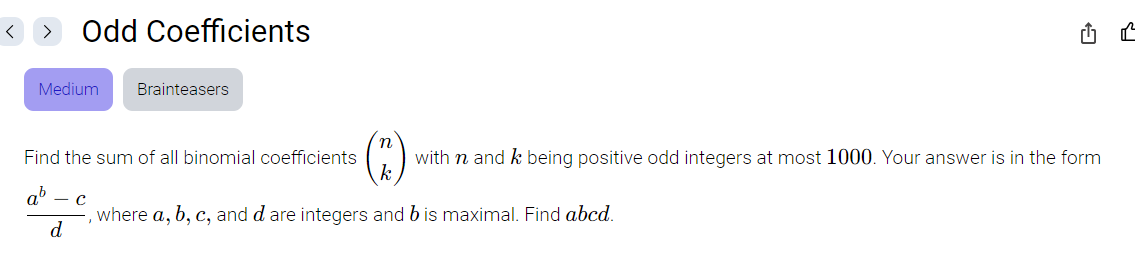 Odd Coefficients
Medium
Brainteasers
Find the sum of all binomial coefficients \binom{n}{k} with n and k being positive odd integers at most 1000. Your answer is in the form
\frac{a^b - c}{d}, where a, b, c, and d are integers and b is maximal. Find abcd.